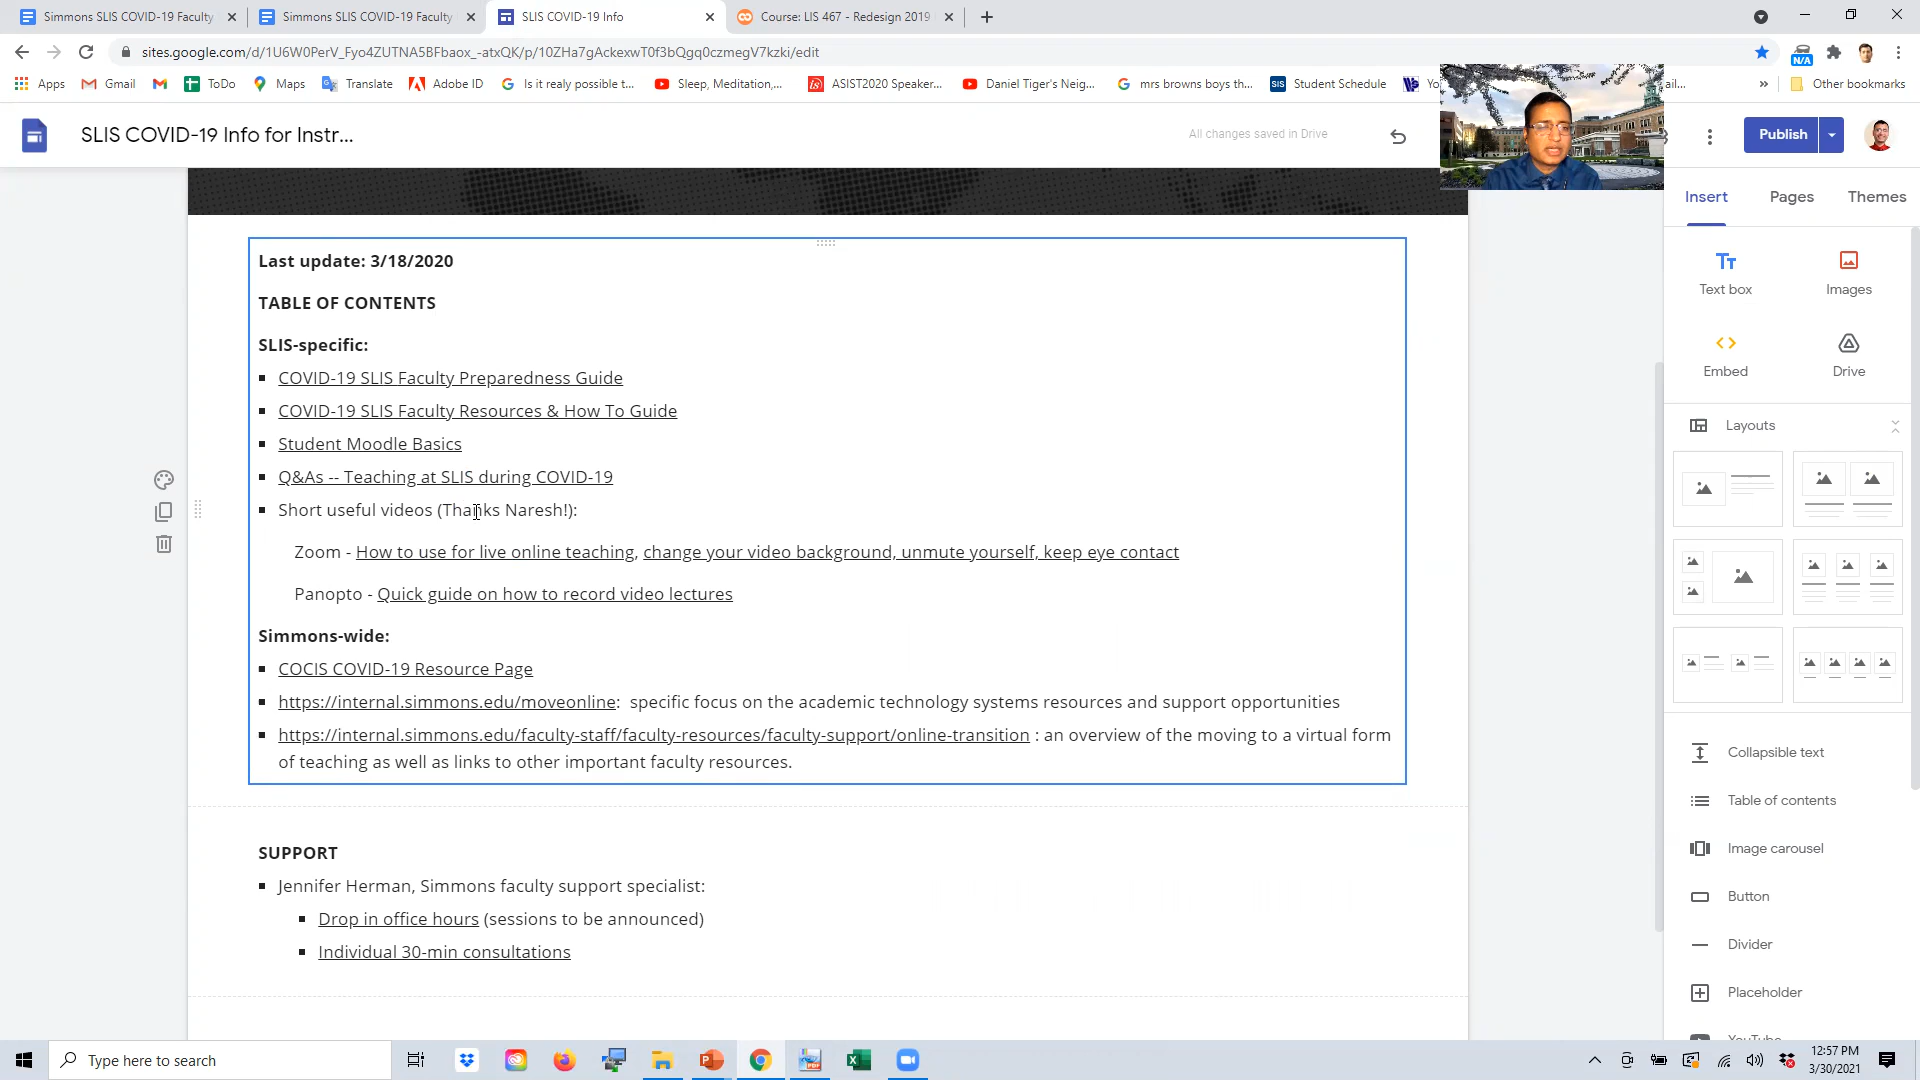 Simmons SLIS COVID-19 Faculty
Simmons SLIS COVID-19 Faculty
SLIS COVID-19 Info
Course: LIS 467 - Redesign 2019
sites.google.com/d/1U6W0PerV_Fyo4ZUTNA5BFbaox_-atxQK/p/10ZHa7gAckexwT0f3bQgq0czmegV7kzki/edit
N/A
Apps
Gmail
ToDo
Maps
Translate
Adobe ID
Is it realy possible t...
Sleep, Meditation,...
ASIST2020 Speaker...
Daniel Tiger's Neig...
mrs browns boys th...
SIS
Student Schedule
Yo
ail...
»
Other bookmarks
SLIS COVID-19 Info for Instr...
All changes saved in Drive
Publish
Insert
Pages
Themes
Last update: 3/18/2020
TABLE OF CONTENTS
SLIS-specific:
COVID-19 SLIS Faculty Preparedness Guide
COVID-19 SLIS Faculty Resources & How To Guide
Student Moodle Basics
Q&As -- Teaching at SLIS during COVID-19
Short useful videos (Thanks Naresh!):
Zoom - How to use for live online teaching, change your video background, unmute yourself, keep eye contact
Panopto - Quick guide on how to record video lectures
Simmons-wide:
COCIS COVID-19 Resource Page
https://internal.simmons.edu/moveonline:  specific focus on the academic technology systems resources and support opportunities
https://internal.simmons.edu/faculty-staff/faculty-resources/faculty-support/online-transition : an overview of the moving to a virtual form
of teaching as well as links to other important faculty resources.
SUPPORT
Jennifer Herman, Simmons faculty support specialist:
Drop in office hours (sessions to be announced)
Individual 30-min consultations
Text box
Images
Embed
Drive
Layouts
Collapsible text
Table of contents
Image carousel
Button
Divider
Placeholder
YouTube
Type here to search
12:57 PM
3/30/2021